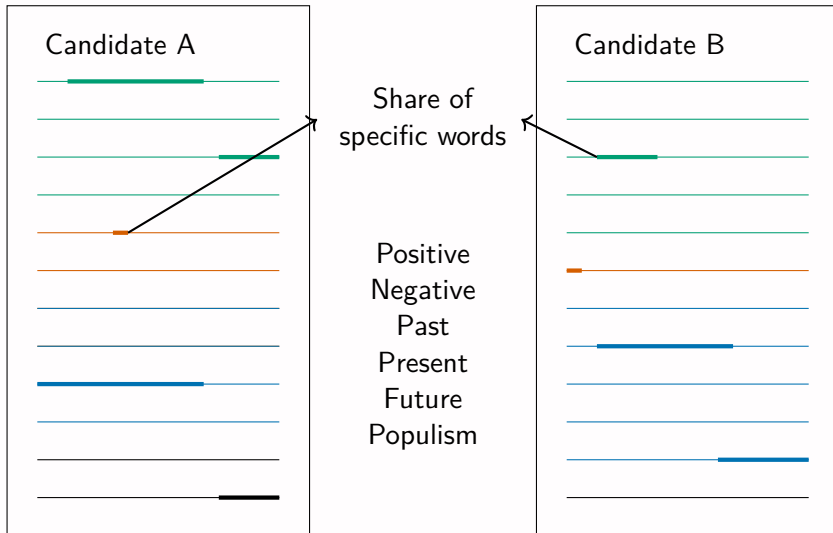 Candidate A
Candidate B
Share of
specific words
Positive
Negative
Past
Present
Future
Populism